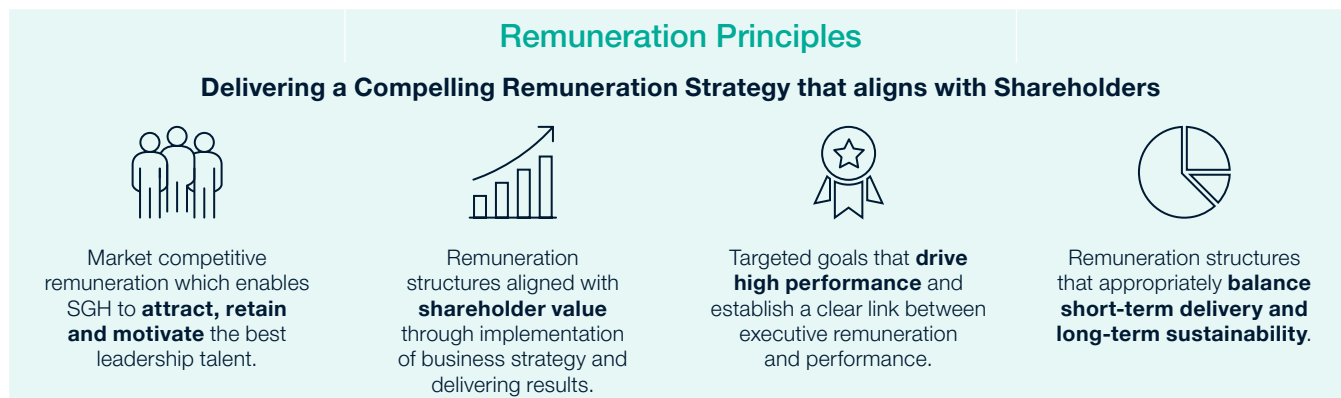 Remuneration Principles
Delivering a Compelling Remuneration Strategy that aligns with Shareholders
Market competitive
remuneration which enables
SGH to attract, retain
and motivate the best
leadership talent.
Remuneration
structures aligned with
shareholder value
through implementation
of business strategy and
delivering results.
Targeted goals that drive
high performance and
establish a clear link between
executive remuneration
and performance.
Remuneration structures
that appropriately balance
short-term delivery and
long-term sustainability.